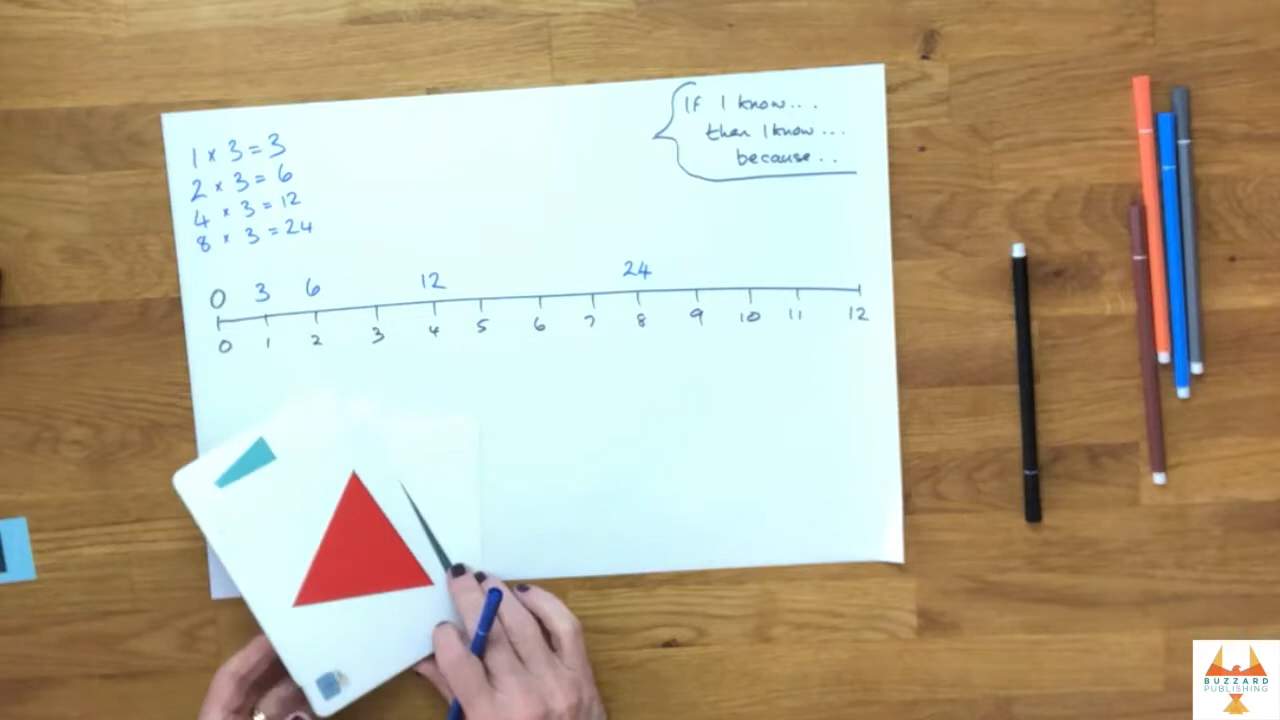 If I know...
then I know...
because..
1 × 3 = 3
2 × 3 = 6
4 × 3 = 12
8 × 3 = 24
0 3 6 12 24
0 1 2 3 4 5 6 7 8 9 10 11 12
BUZZARD
PUBLISHING